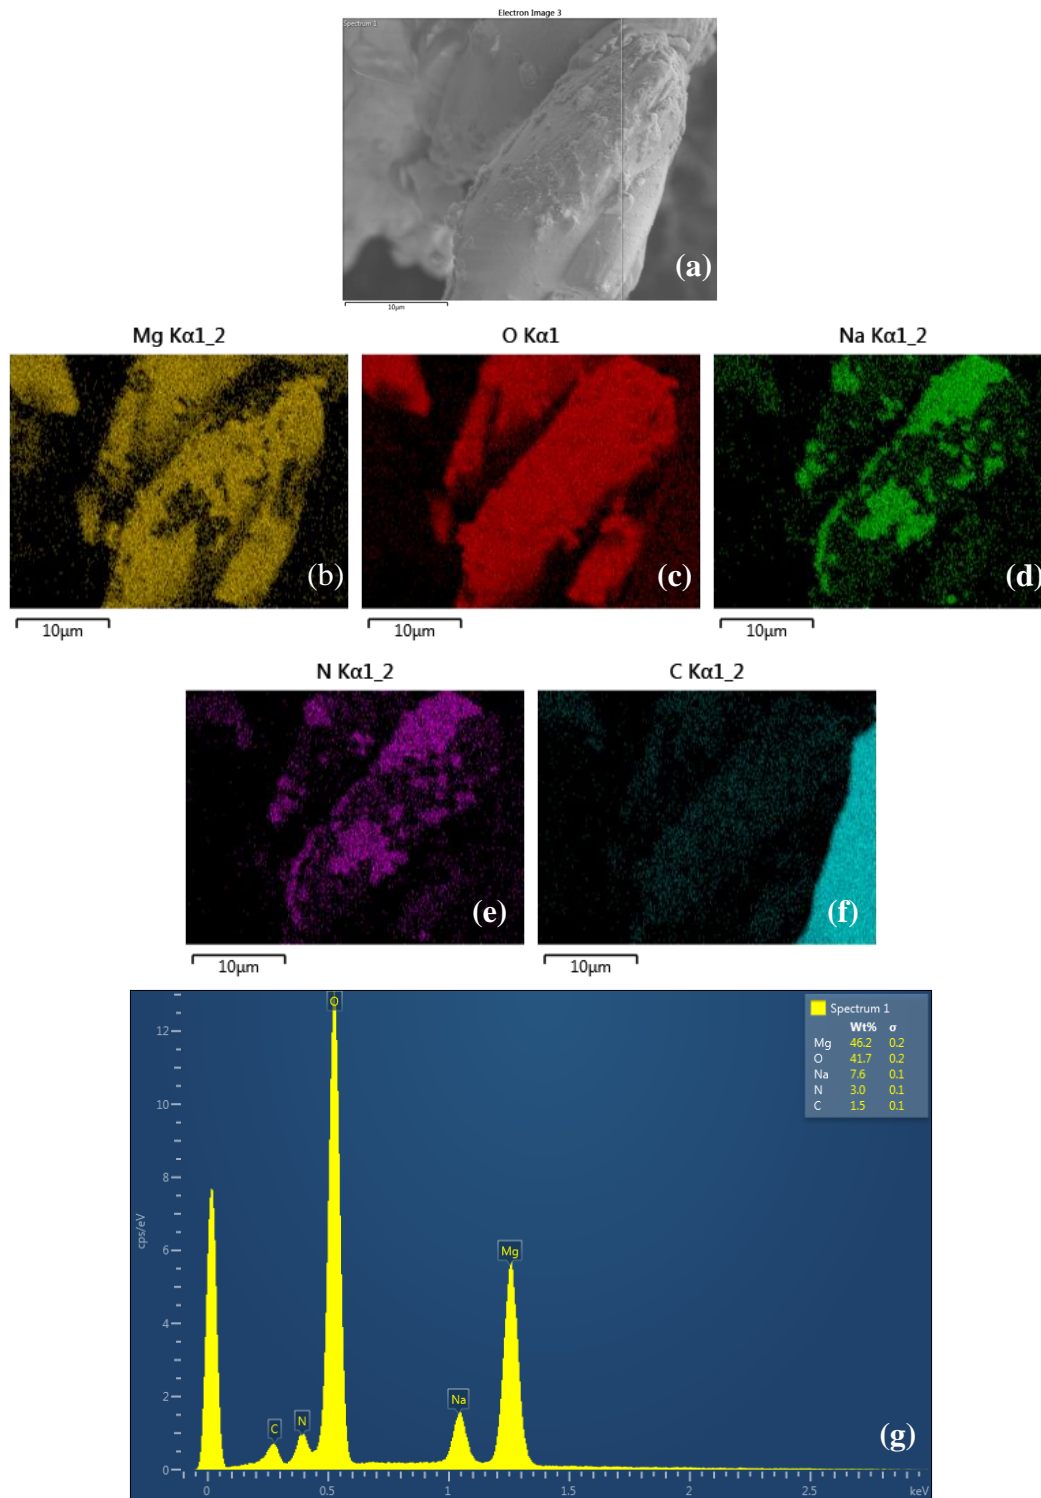 Electron Image 3
Spectrum 1
(a)
10µm
Mg Kα1_2
O Kα1
Na Kα1_2
(b)
(c)
(d)
10µm
10µm
10µm
N Kα1_2
C Kα1_2
(e)
(f)
10µm
10µm
Spectrum 1
Wt% σ
Mg 46.2 0.2
O 41.7 0.2
Na 7.6 0.1
N 3.0 0.1
C 1.5 0.1
cps/eV
12
10
8
6
4
2
0
O
Mg
Na
N
C
(g)
0 0.5 1 1.5 2 2.5 keV